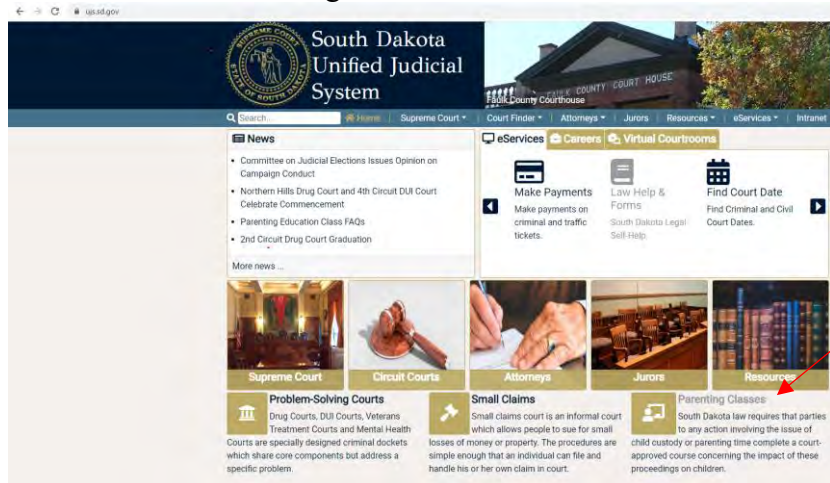 ujs.sd.gov
SUPREME COURT
STATE OF SOUTH DAKOTA
South Dakota
Unified Judicial
System
FAULK COUNTY COURT HOUSE
Faulk County Courthouse
Search...
Home
Supreme Court
Court Finder
Attorneys
Jurors
Resources
eServices
Intranet
News
• Committee on Judicial Elections Issues Opinion on
Campaign Conduct
• Northern Hills Drug Court and 4th Circuit DUI Court
Celebrate Commencement
• Parenting Education Class FAQs
• 2nd Circuit Drug Court Graduation
More news ...
eServices
Careers
Virtual Courtrooms
Make Payments
Make payments on
criminal and traffic
tickets.
Law Help &
Forms
South Dakota Legal
Self-Help
Find Court Date
Find Criminal and Civil
Court Dates.
Supreme Court
Circuit Courts
Attorneys
Jurors
Resources
Problem-Solving Courts
Drug Courts, DUI Courts, Veterans
Treatment Courts and Mental Health
Courts are specially designed criminal dockets
which share core components but address a
specific problem.
Small Claims
Small claims court is an informal court
which allows people to sue for small
losses of money or property. The procedures are
simple enough that an individual can file and
handle his or her own claim in court.
Parenting Classes
South Dakota law requires that parties
to any action involving the issue of
child custody or parenting time complete a court-
approved course concerning the impact of these
proceedings on children.